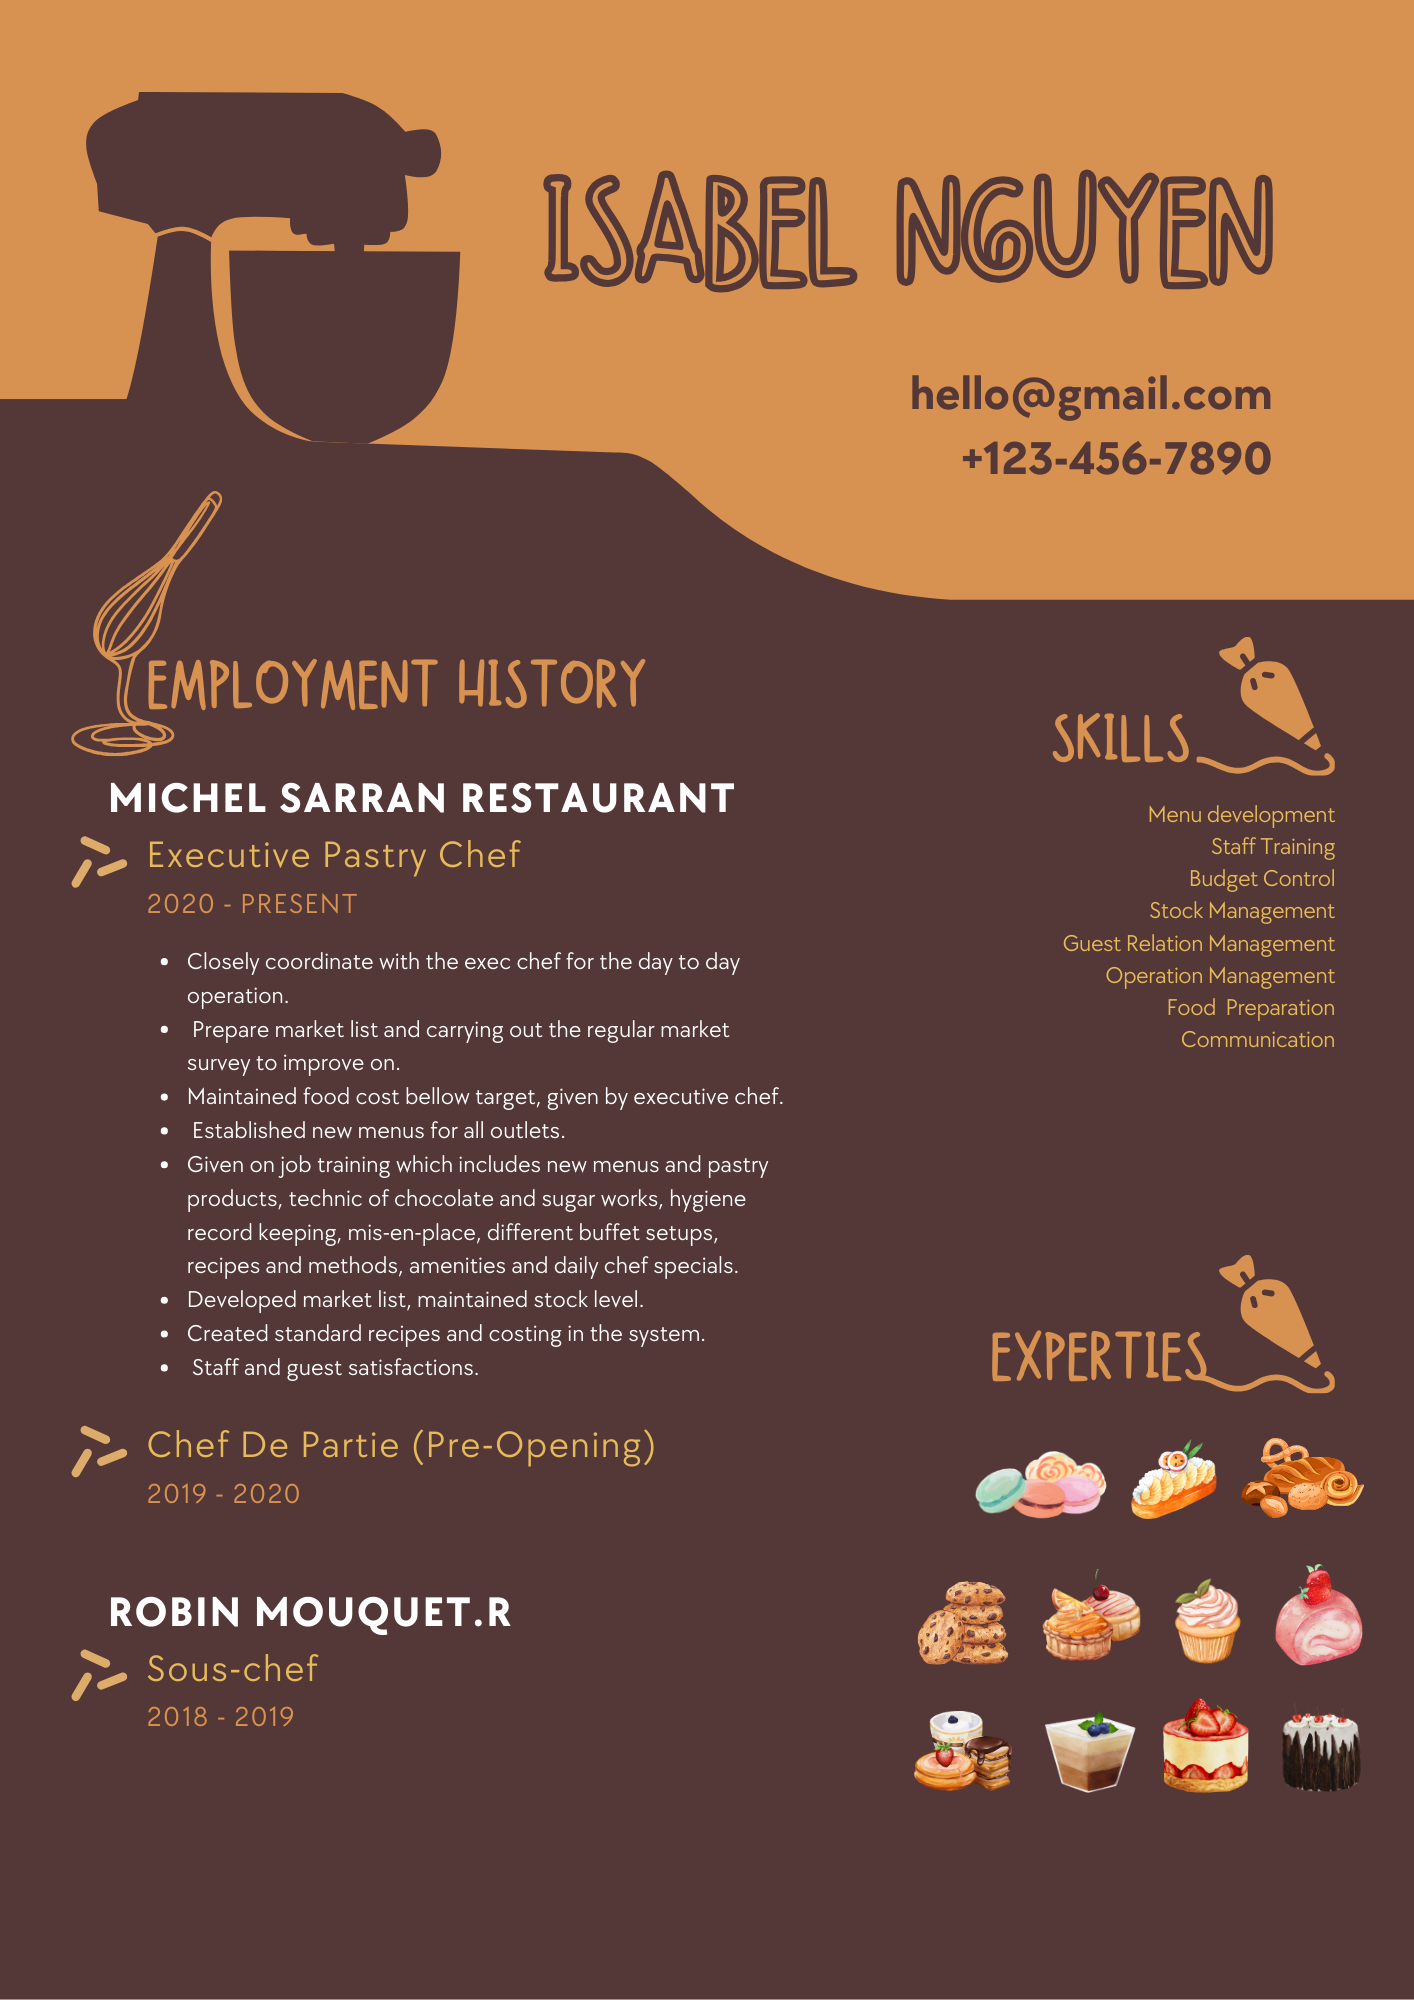 ISABEL NGUYEN
hello@gmail.com
+123-456-7890
EMPLOYMENT HISTORY
MICHEL SARRAN RESTAURANT
Executive Pastry Chef
2020 - PRESENT
• Closely coordinate with the exec chef for the day to day
operation.
• Prepare market list and carrying out the regular market
survey to improve on.
• Maintained food cost bellow target, given by executive chef.
• Established new menus for all outlets.
• Given on job training which includes new menus and pastry
products, technic of chocolate and sugar works, hygiene
record keeping, mis-en-place, different buffet setups,
recipes and methods, amenities and daily chef specials.
• Developed market list, maintained stock level.
• Created standard recipes and costing in the system.
• Staff and guest satisfactions.
Chef De Partie (Pre-Opening)
2019 - 2020
ROBIN MOUQUET.R
Sous-chef
2018 - 2019
SKILLS
Menu development
Staff Training
Budget Control
Stock Management
Guest Relation Management
Operation Management
Food Preparation
Communication
EXPERTIES